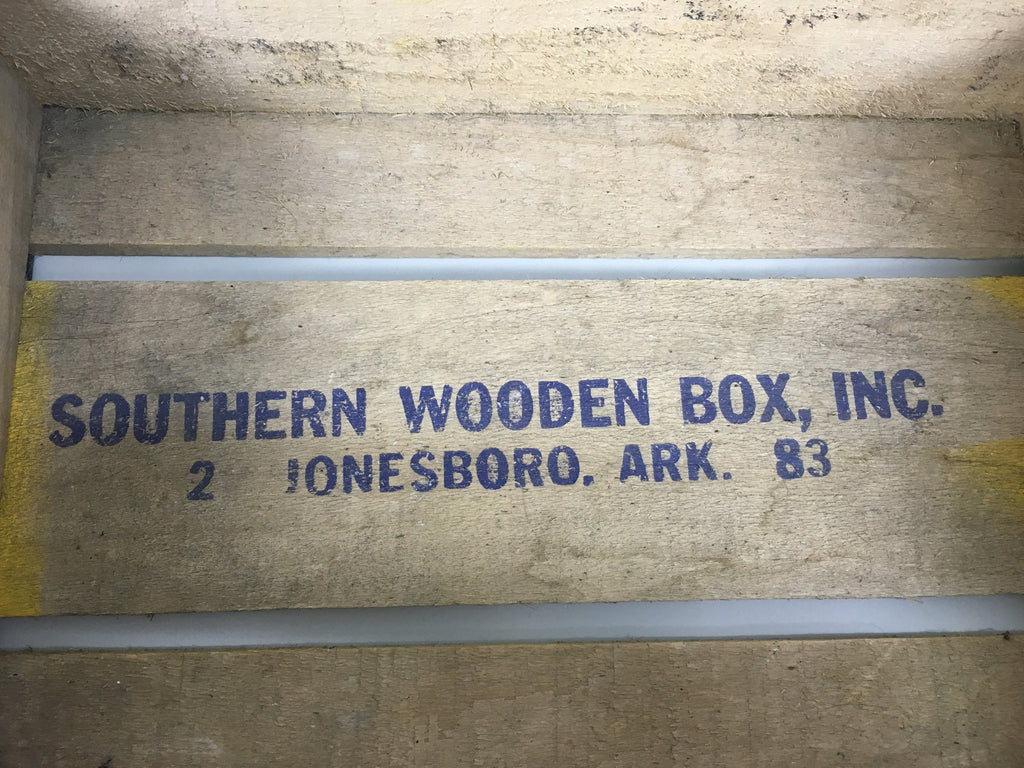 SOUTHERN WOODEN BOX, INC.
2 JONESBORO, ARK. 83